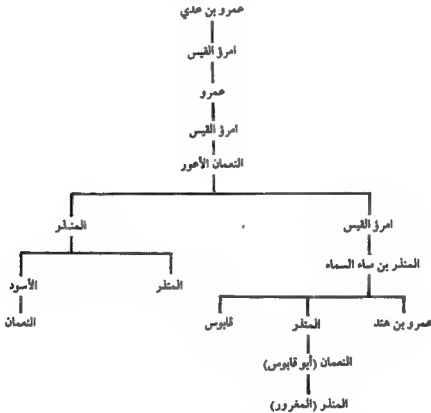 عمرو بن عدي
امرؤ القيس
عمرو
امرؤ القيس
النعمان الأعور
امرؤ القيس
المنذر
المنذر بن ماء السماء
المنذر
الأسود
عمرو بن هند
المنذر
قابوس
النعمان
النعمان (أبو قابوس)
المنذر (المغرور)